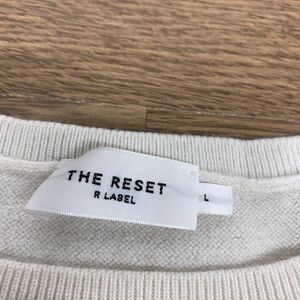 THE RESET
R LABEL
L